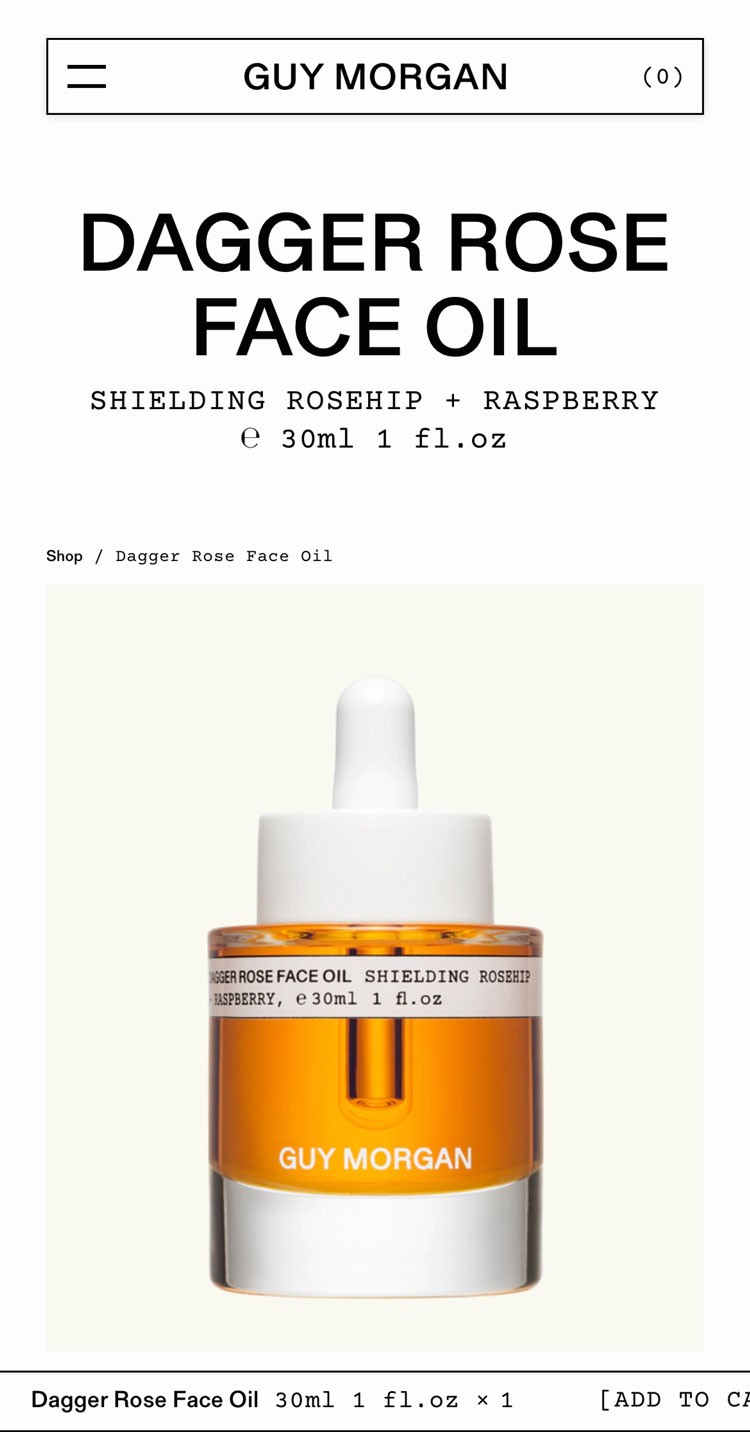 GUY MORGAN (0)
DAGGER ROSE
FACE OIL
SHIELDING ROSEHIP + RASPBERRY
℮ 30ml 1 fl.oz
Shop / Dagger Rose Face Oil
DAGGER ROSE FACE OIL SHIELDING ROSEHIP
RASPBERRY, ℮30ml 1 fl.oz
GUY MORGAN
Dagger Rose Face Oil 30ml 1 fl.oz × 1 [ADD TO CA